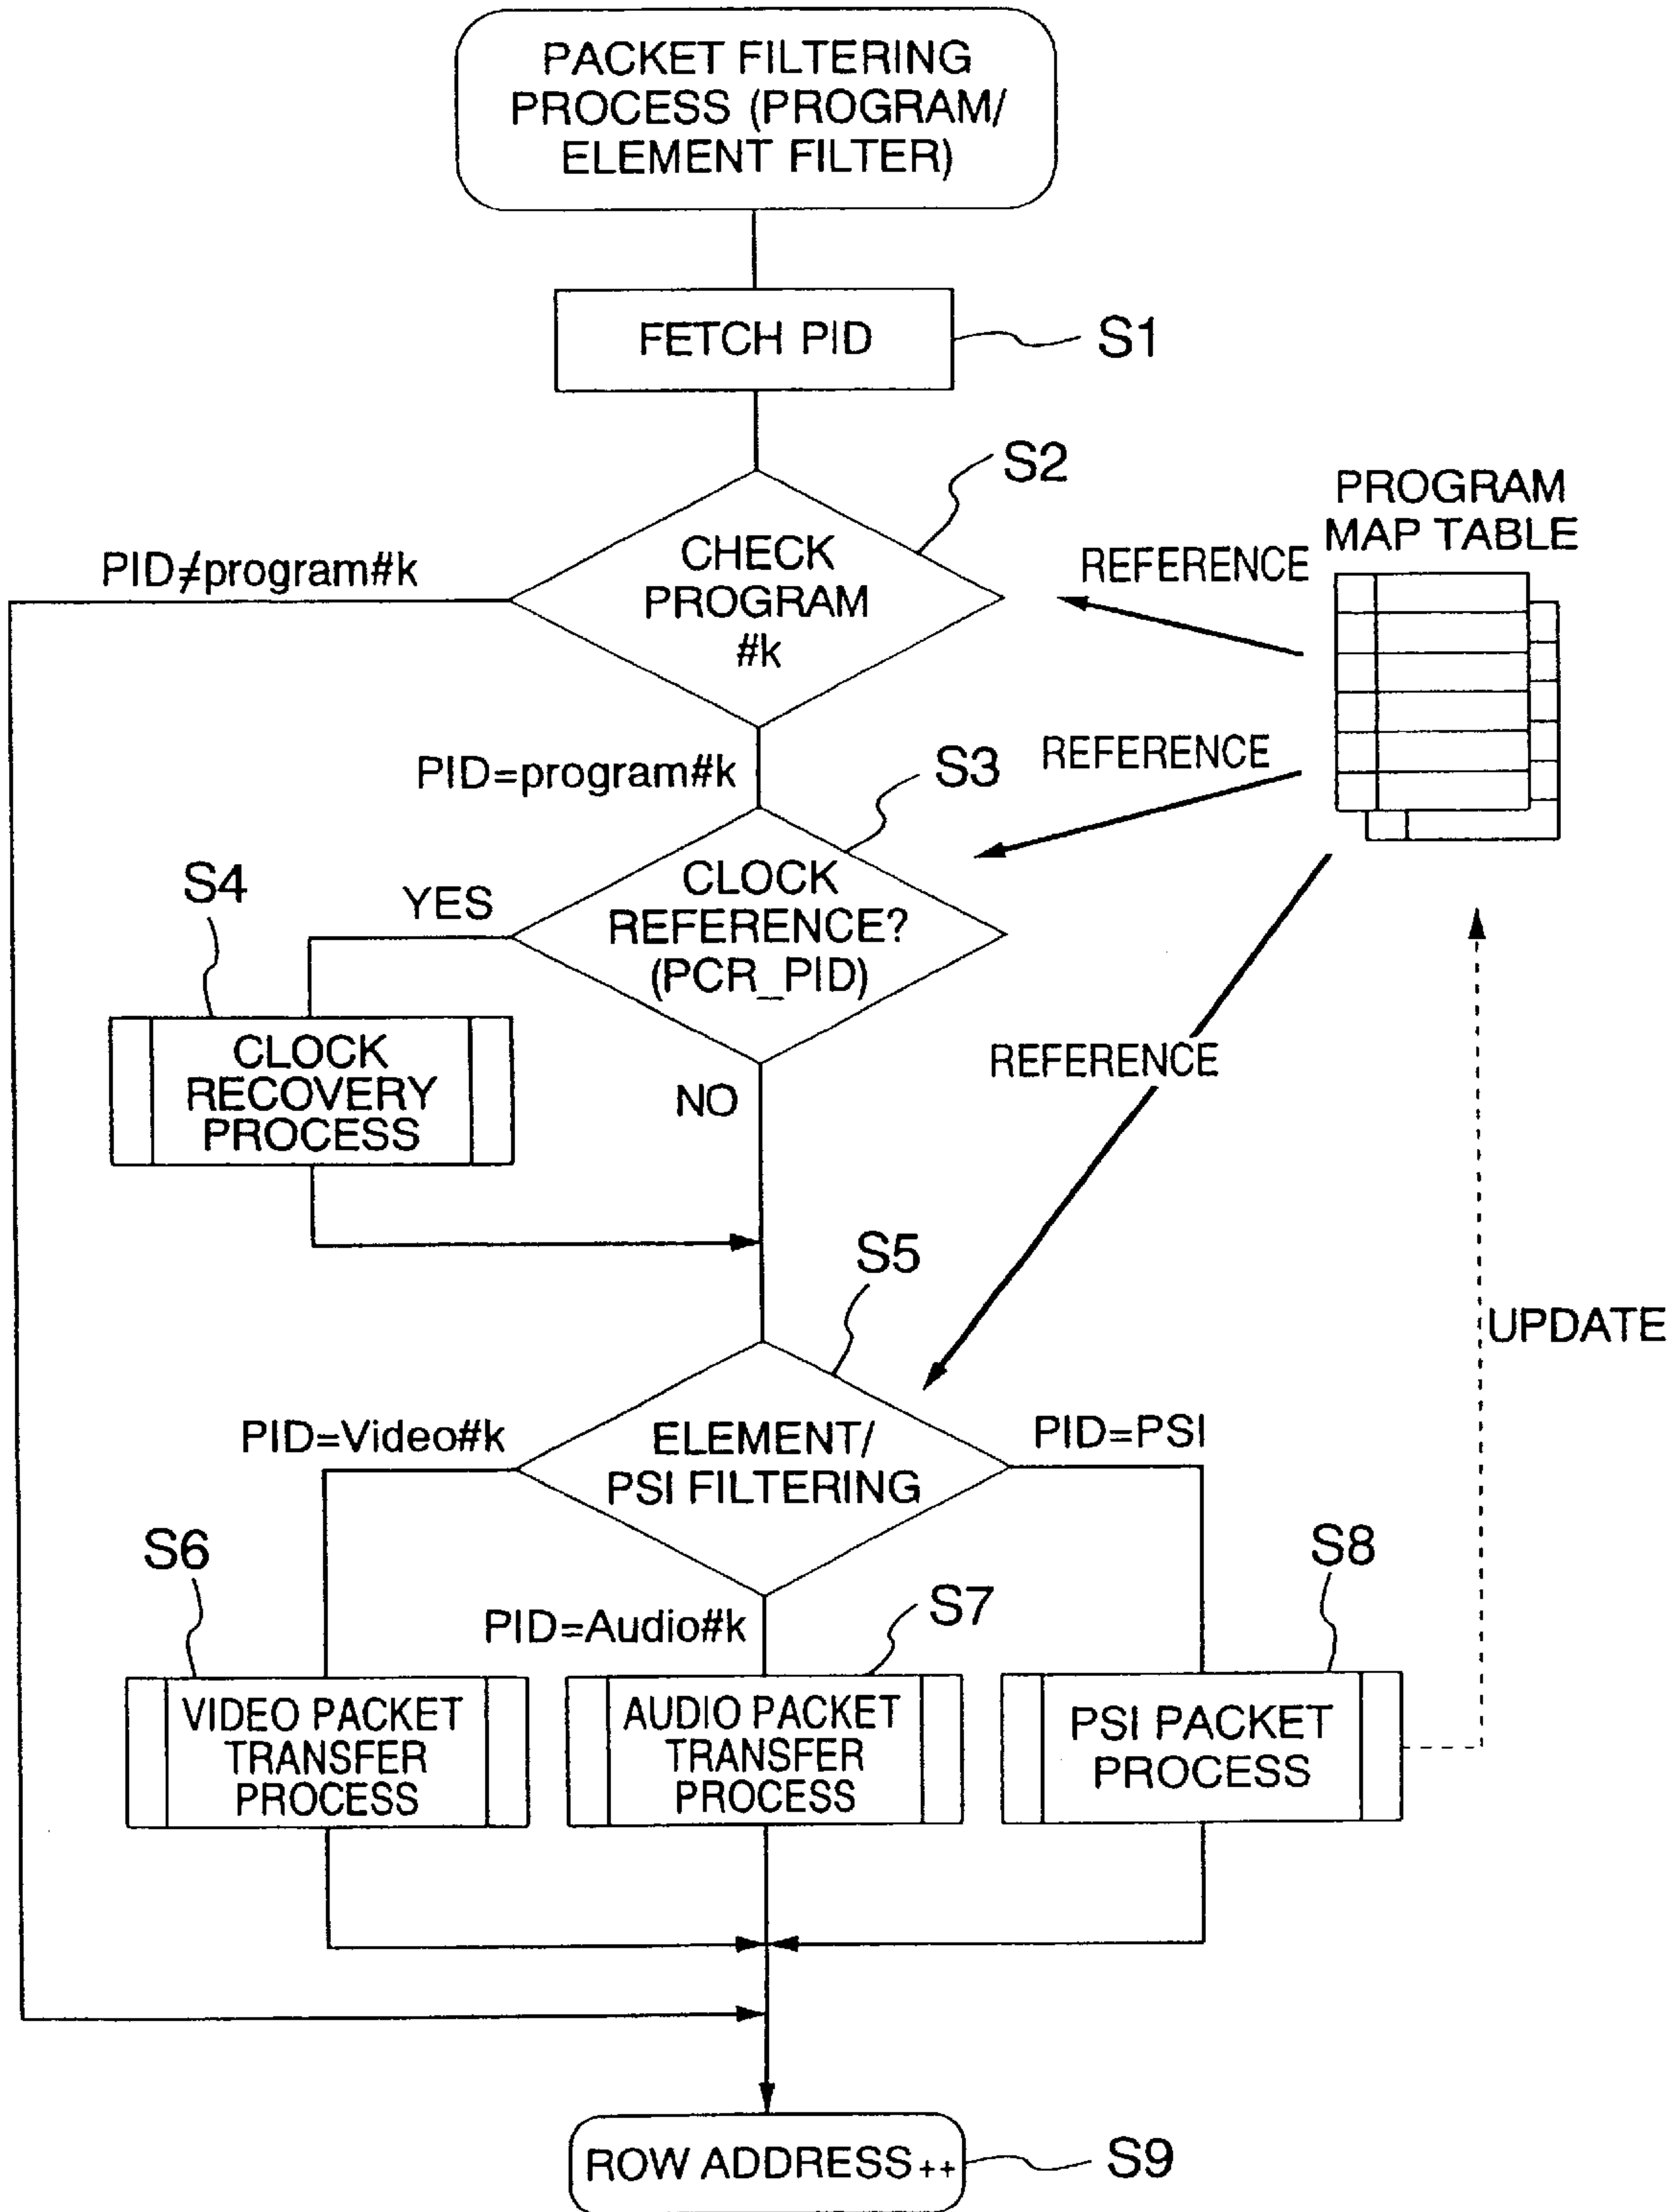 PACKET FILTERING
PROCESS (PROGRAM/
ELEMENT FILTER)
FETCH PID
S1
S2
CHECK
PROGRAM
#k
PID≠program#k
PROGRAM
MAP TABLE
REFERENCE
PID=program#k
S3
REFERENCE
CLOCK
REFERENCE?
(PCR_PID)
S4
YES
CLOCK
RECOVERY
PROCESS
NO
REFERENCE
S5
UPDATE
ELEMENT/
PSI FILTERING
PID=Video#k
PID=PSI
S6
PID=Audio#k
S7
S8
VIDEO PACKET
TRANSFER
PROCESS
AUDIO PACKET
TRANSFER
PROCESS
PSI PACKET
PROCESS
ROW ADDRESS++
S9